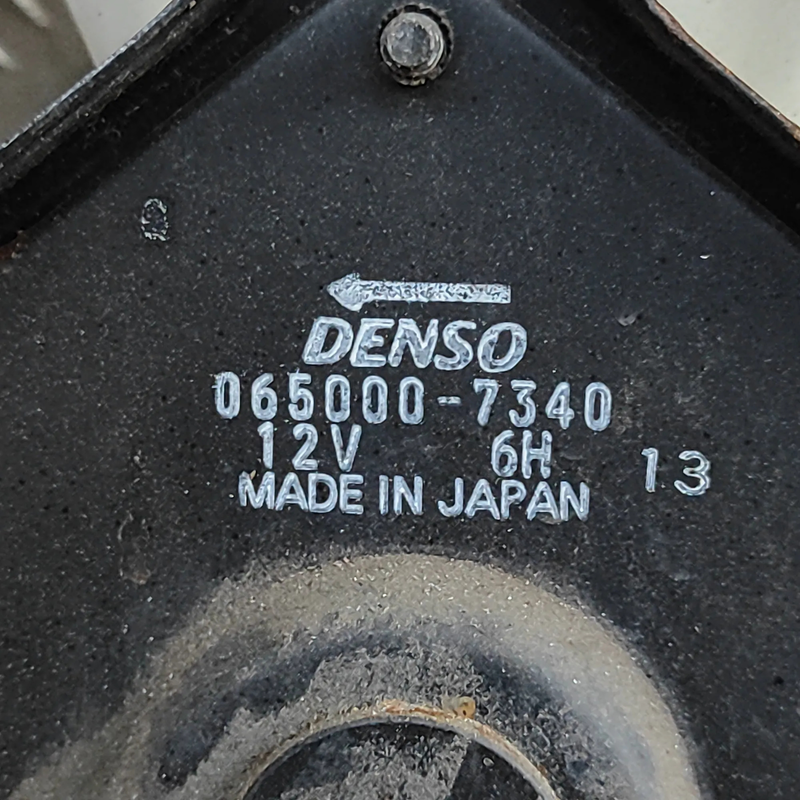 DENSO
065000-7340
12V 6H 13
MADE IN JAPAN